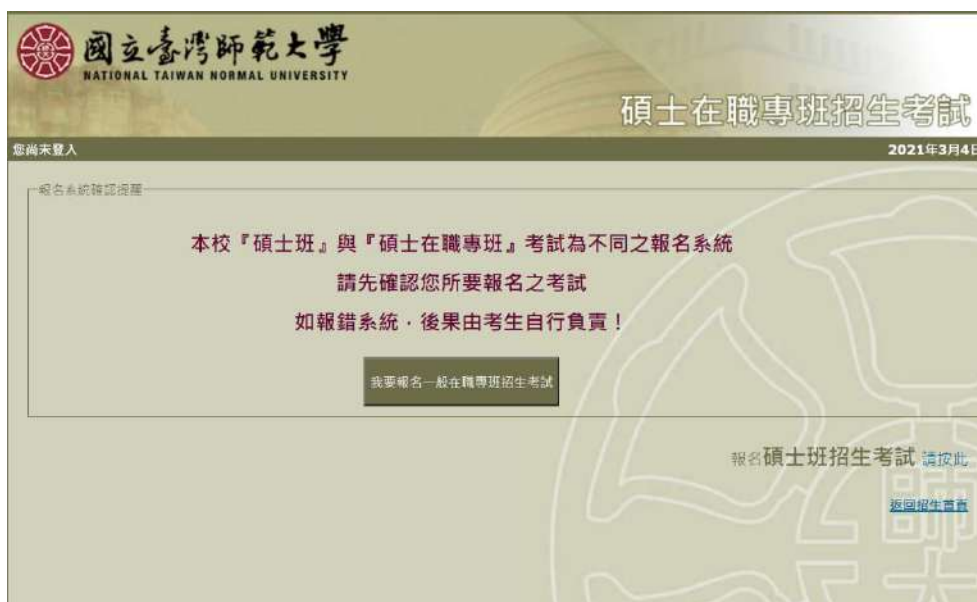 國立臺灣師範大學
NATIONAL TAIWAN NORMAL UNIVERSITY
碩士在職專班招生考試
您尚未登入
2021年3月4日
報名系統確認提醒
本校『碩士班』與『碩士在職專班』考試為不同之報名系統
請先確認您所要報名之考試
如報錯系統，後果由考生自行負責！
我要報名一般在職專班招生考試
報名碩士班招生考試 請按此
返回招生首頁